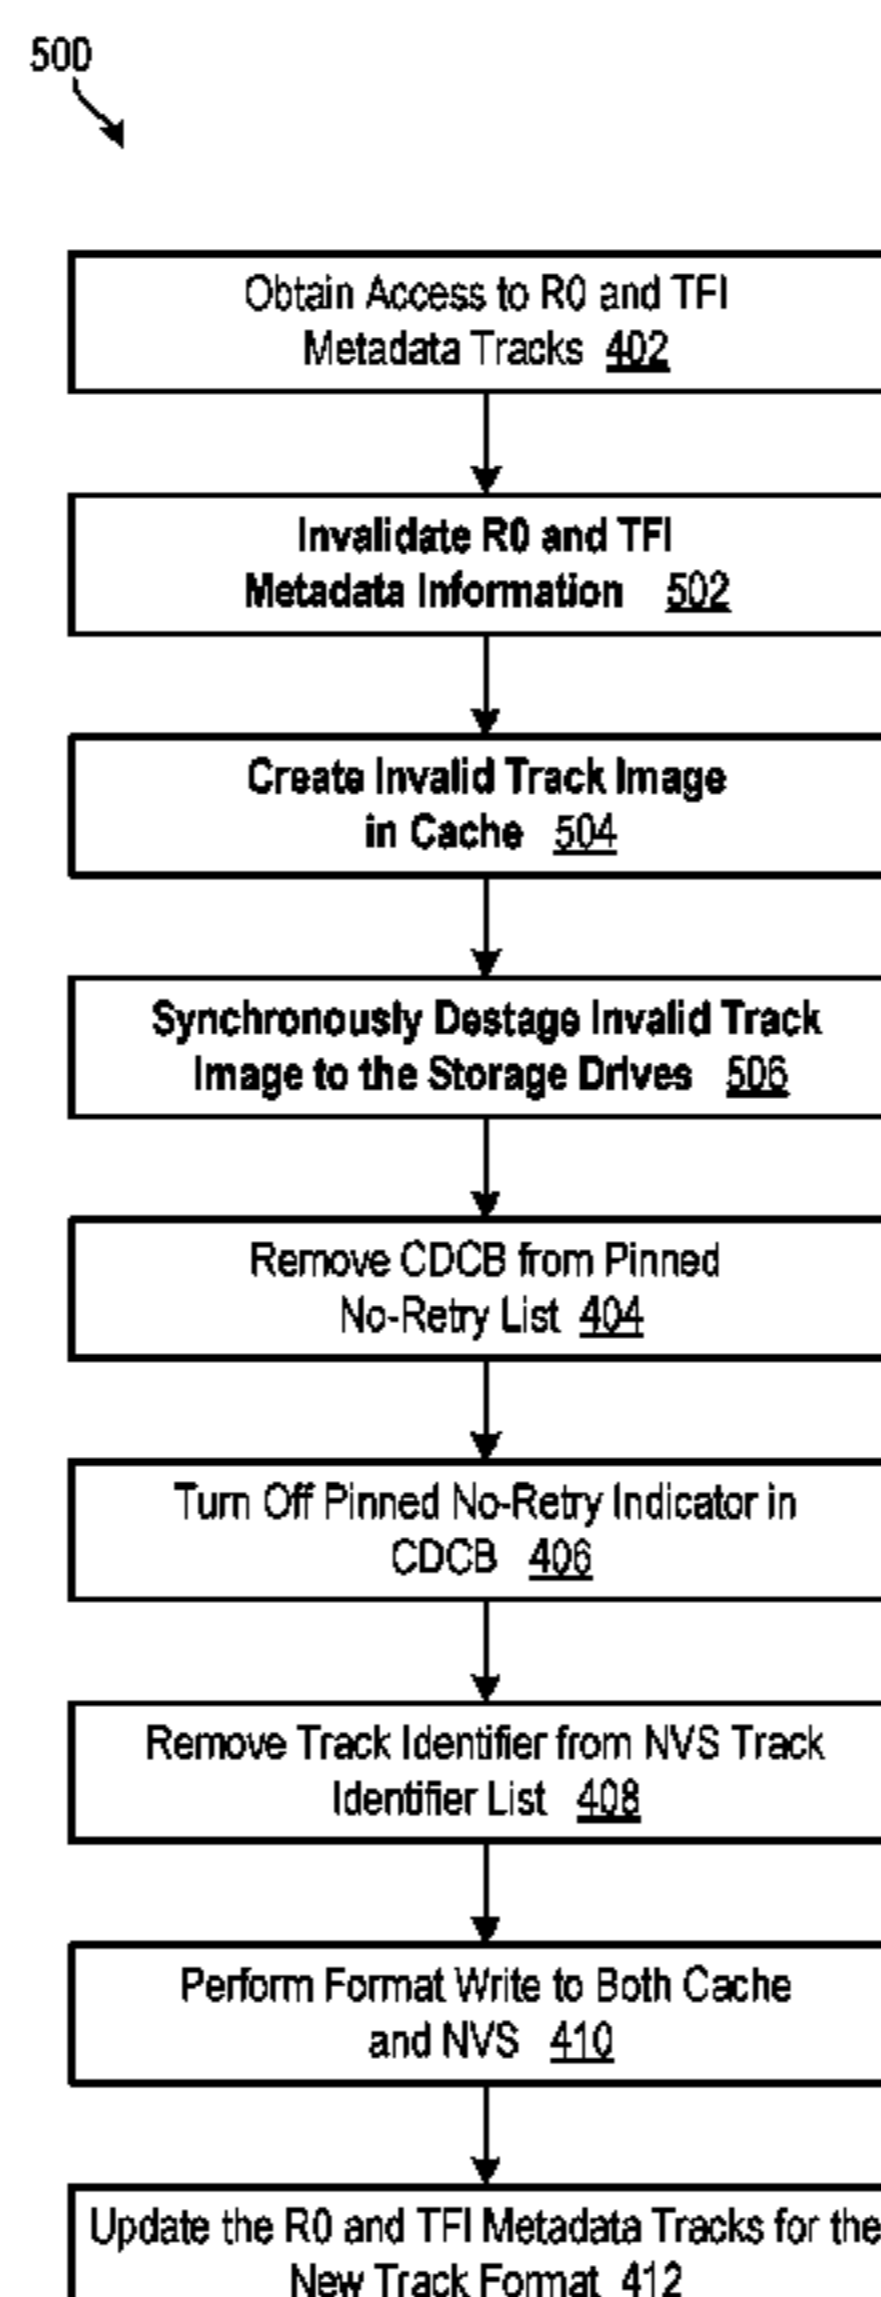 500
Obtain Access to R0 and TFI
Metadata Tracks 402
Invalidate R0 and TFI
Metadata Information 502
Create Invalid Track Image
in Cache 504
Synchronously Destage Invalid Track
Image to the Storage Drives 506
Remove CDCB from Pinned
No-Retry List 404
Turn Off Pinned No-Retry Indicator in
CDCB 406
Remove Track Identifier from NVS Track
Identifier List 408
Perform Format Write to Both Cache
and NVS 410
Update the R0 and TFI Metadata Tracks for the
New Track Format 412